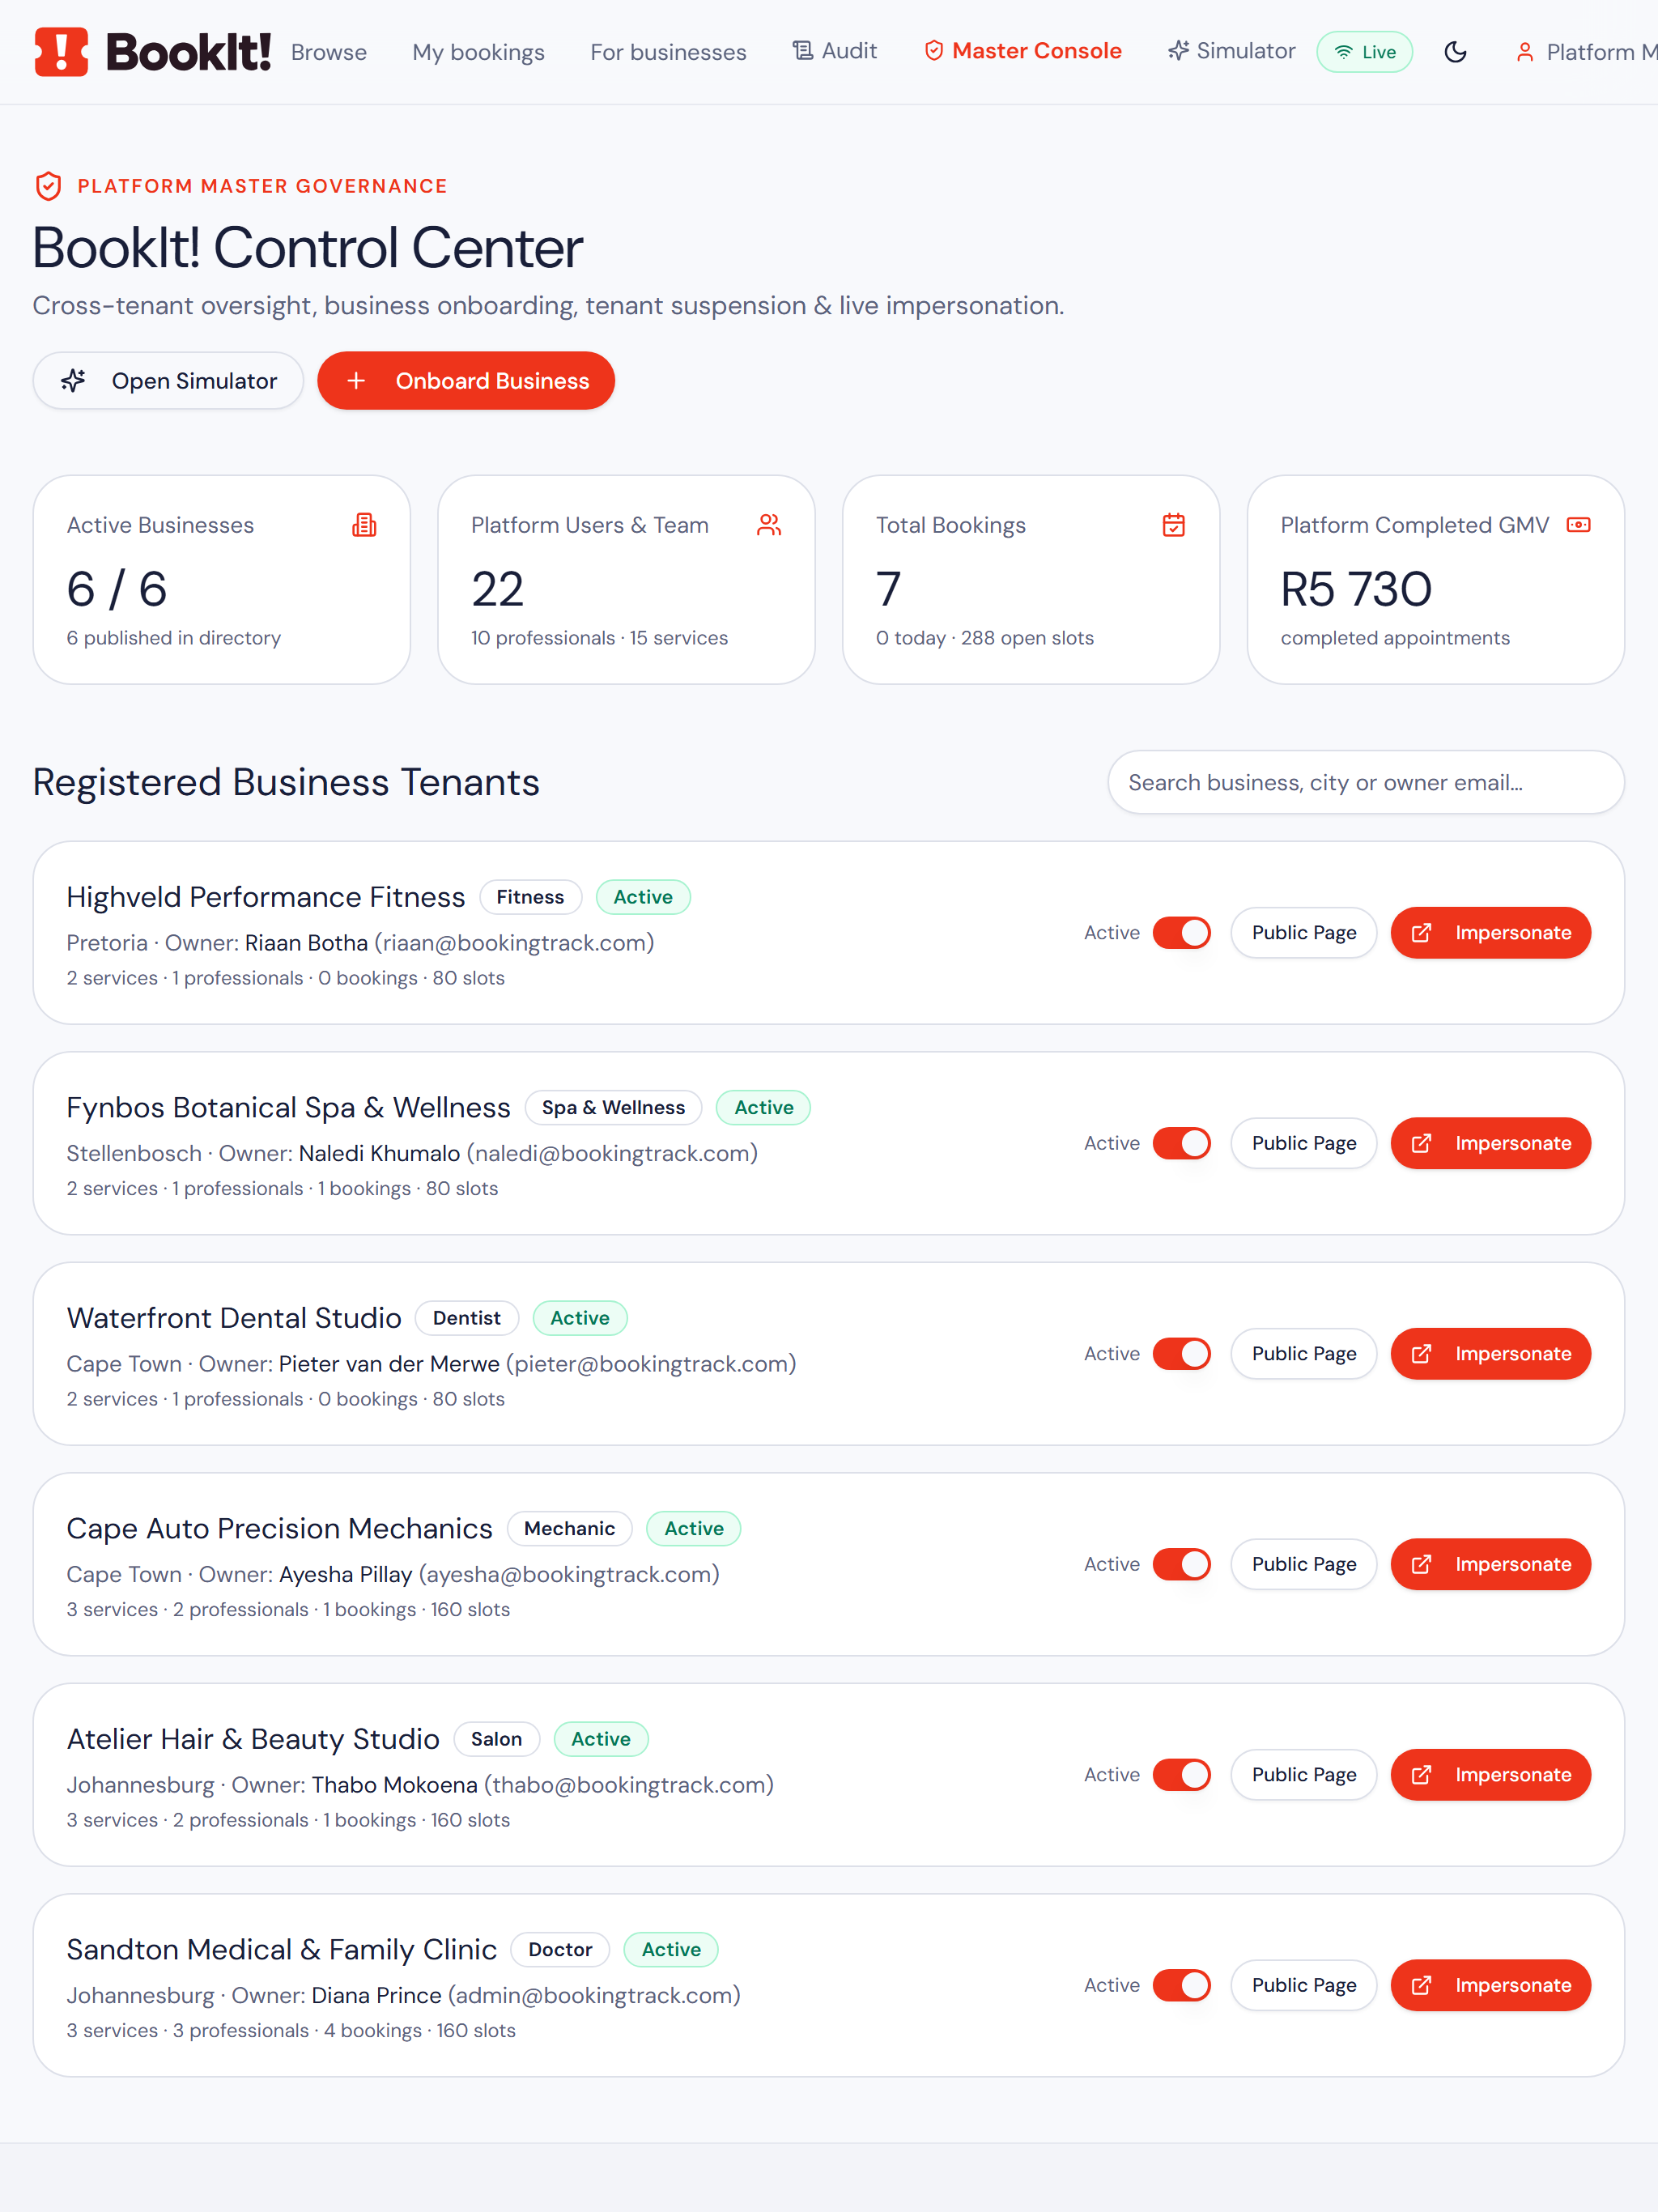 BookIt! Browse My bookings For businesses Audit Master Console Simulator Live Platform M
PLATFORM MASTER GOVERNANCE
BookIt! Control Center
Cross-tenant oversight, business onboarding, tenant suspension & live impersonation.
Open Simulator Onboard Business
Active Businesses
6 / 6
6 published in directory
Platform Users & Team
22
10 professionals · 15 services
Total Bookings
7
0 today · 288 open slots
Platform Completed GMV
R5 730
completed appointments
Registered Business Tenants
Search business, city or owner email...
Highveld Performance Fitness Fitness Active
Pretoria · Owner: Riaan Botha (riaan@bookingtrack.com)
2 services · 1 professionals · 0 bookings · 80 slots
Active Public Page Impersonate
Fynbos Botanical Spa & Wellness Spa & Wellness Active
Stellenbosch · Owner: Naledi Khumalo (naledi@bookingtrack.com)
2 services · 1 professionals · 1 bookings · 80 slots
Active Public Page Impersonate
Waterfront Dental Studio Dentist Active
Cape Town · Owner: Pieter van der Merwe (pieter@bookingtrack.com)
2 services · 1 professionals · 0 bookings · 80 slots
Active Public Page Impersonate
Cape Auto Precision Mechanics Mechanic Active
Cape Town · Owner: Ayesha Pillay (ayesha@bookingtrack.com)
3 services · 2 professionals · 1 bookings · 160 slots
Active Public Page Impersonate
Atelier Hair & Beauty Studio Salon Active
Johannesburg · Owner: Thabo Mokoena (thabo@bookingtrack.com)
3 services · 2 professionals · 1 bookings · 160 slots
Active Public Page Impersonate
Sandton Medical & Family Clinic Doctor Active
Johannesburg · Owner: Diana Prince (admin@bookingtrack.com)
3 services · 3 professionals · 4 bookings · 160 slots
Active Public Page Impersonate